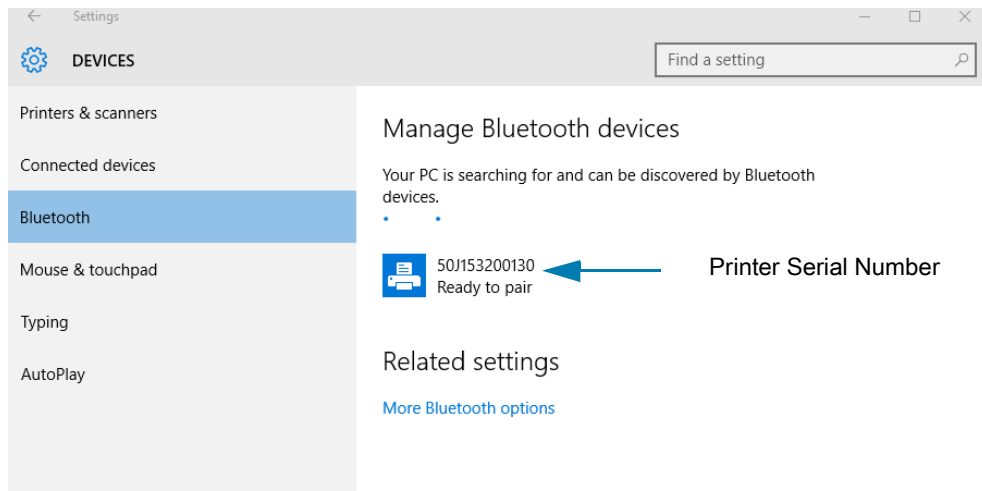 Settings
DEVICES
Find a setting
Printers & scanners
Connected devices
Bluetooth
Mouse & touchpad
Typing
AutoPlay
Manage Bluetooth devices
Your PC is searching for and can be discovered by Bluetooth
devices.
50J153200130
Ready to pair
Printer Serial Number
Related settings
More Bluetooth options